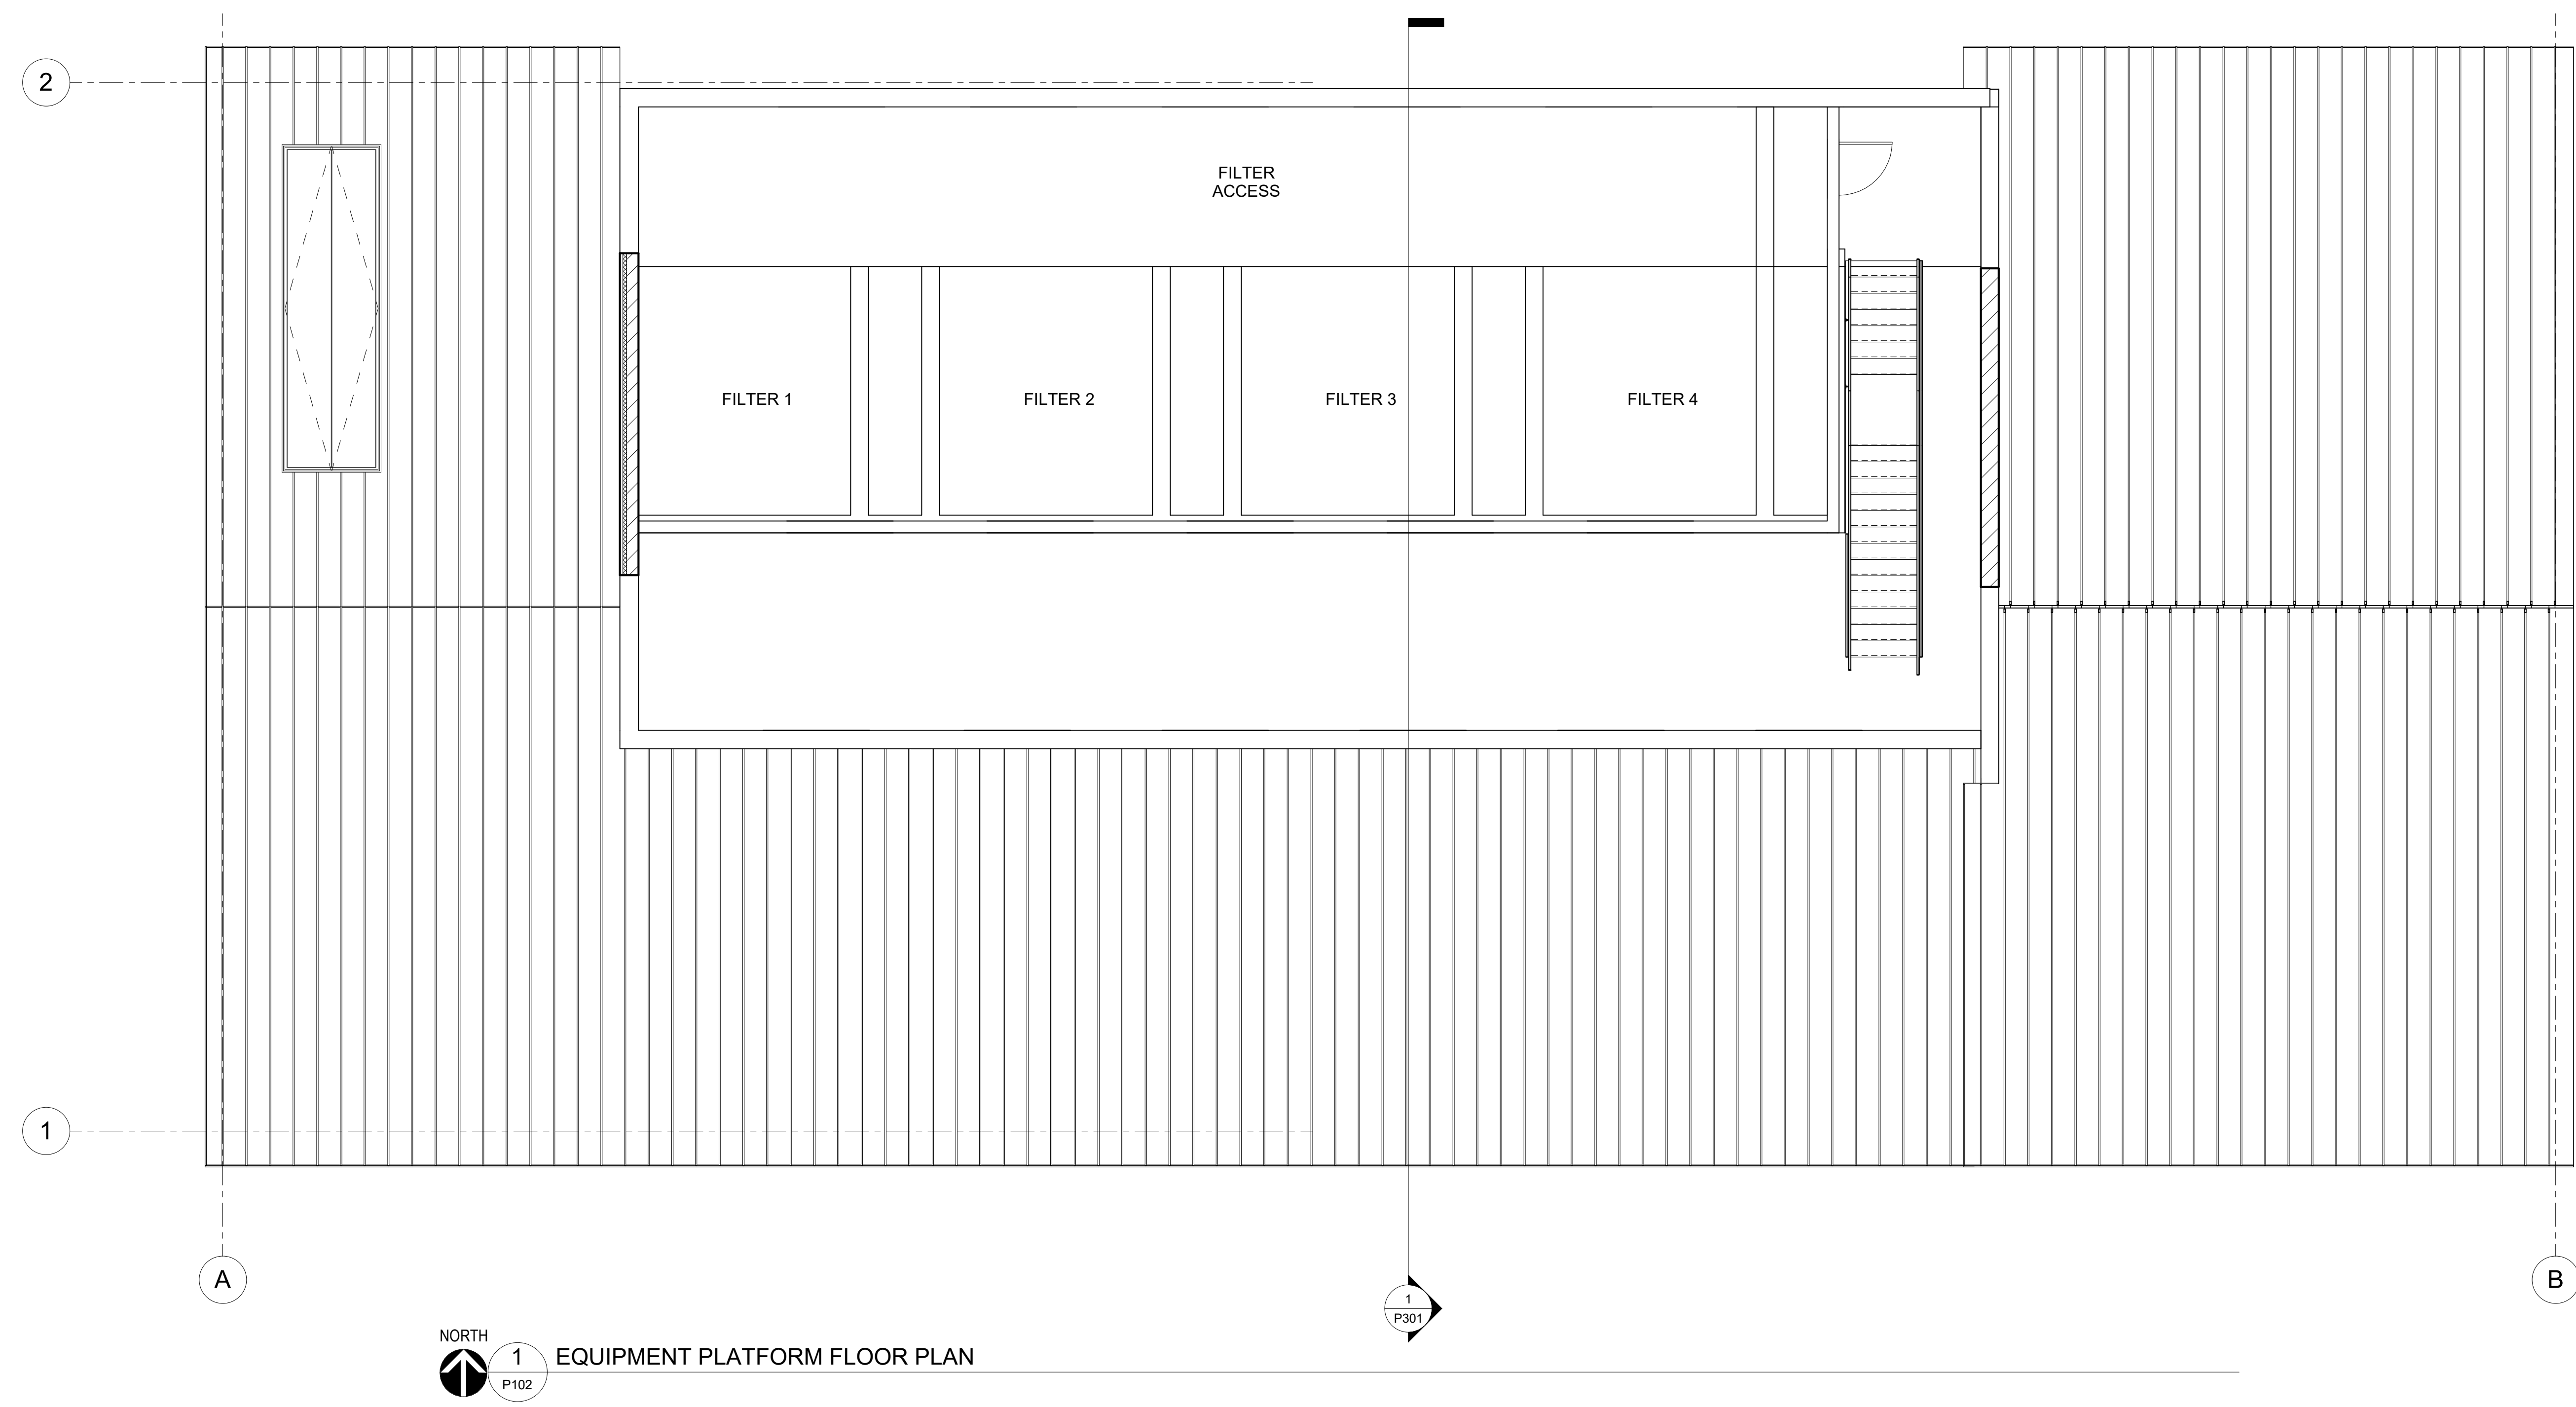 2
FILTER
ACCESS
FILTER 1
FILTER 2
FILTER 3
FILTER 4
1
A
B
1
P301
NORTH
1
P102
EQUIPMENT PLATFORM FLOOR PLAN